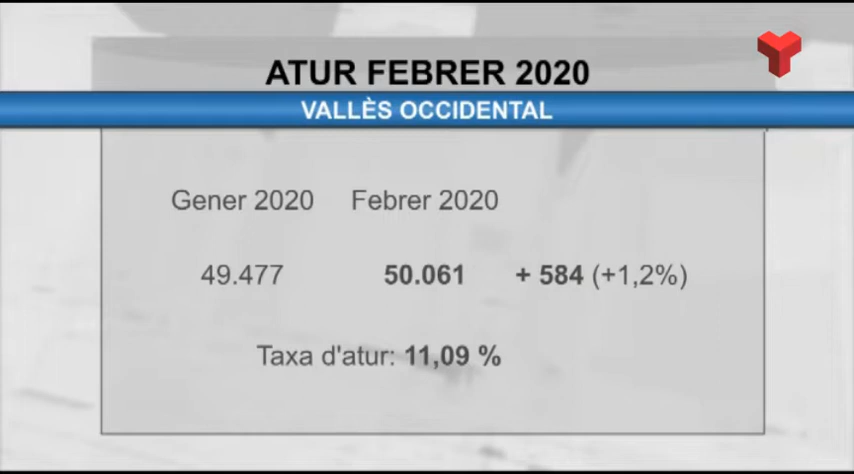 ATUR FEBRER 2020
VALLÈS OCCIDENTAL
Gener 2020 Febrer 2020
49.477 50.061 + 584 (+1,2%)
Taxa d'atur: 11,09 %